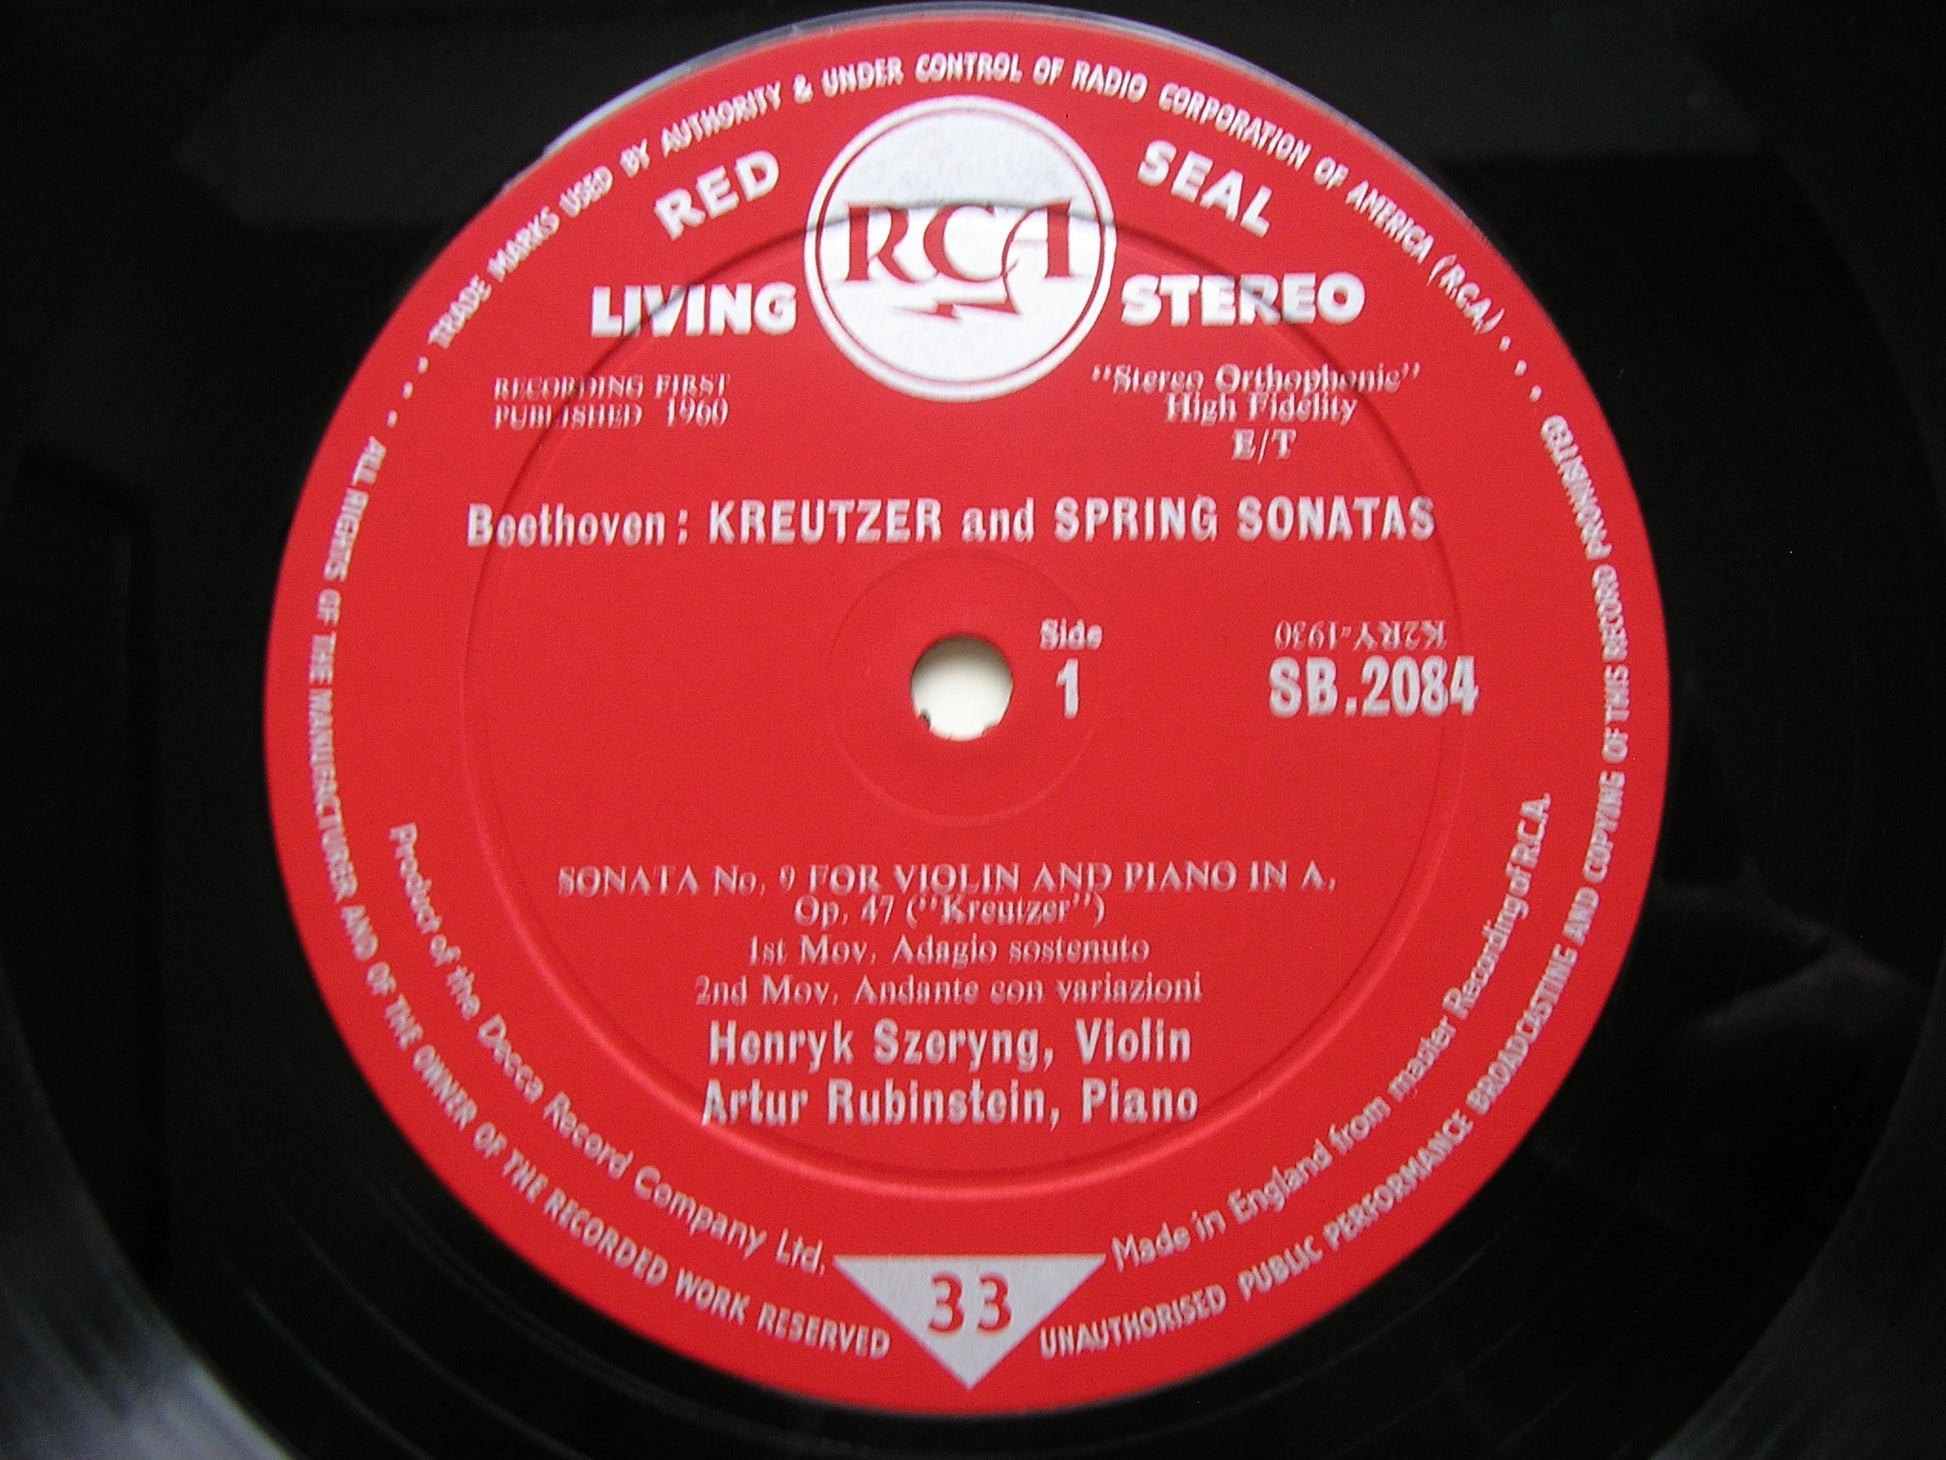 TRADE MARKS USED BY AUTHORITY & UNDER CONTROL OF RADIO CORPORATION OF AMERICA (R.C.A.)
RED SEAL
RCA
LIVING STEREO
RECORDING FIRST
PUBLISHED 1960
"Stereo Orthophonic"
High Fidelity
E/T
Beethoven: KREUTZER and SPRING SONATAS
Side
1
K2RY-1930
SB.2084
SONATA No. 9 FOR VIOLIN AND PIANO IN A,
Op. 47 ("Kreutzer")
1st Mov. Adagio sostenuto
2nd Mov. Andante con variazioni
Henryk Szeryng, Violin
Artur Rubinstein, Piano
Product of the Decca Record Company Ltd.
Made in England from master Recording of R.C.A.
33
ALL RIGHTS OF THE MANUFACTURER AND OF THE OWNER OF THE RECORDED WORK RESERVED
UNAUTHORISED PUBLIC PERFORMANCE BROADCASTING AND COPYING OF THIS RECORD PROHIBITED